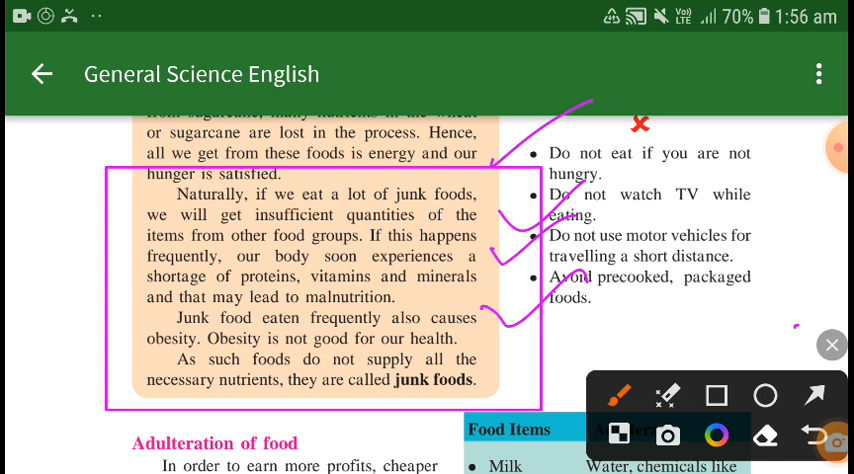 70% 1:56 am
General Science English
from sugarcane, many nutrients in the wheat
or sugarcane are lost in the process. Hence,
all we get from these foods is energy and our
hunger is satisfied.
Naturally, if we eat a lot of junk foods,
we will get insufficient quantities of the
items from other food groups. If this happens
frequently, our body soon experiences a
shortage of proteins, vitamins and minerals
and that may lead to malnutrition.
Junk food eaten frequently also causes
obesity. Obesity is not good for our health.
As such foods do not supply all the
necessary nutrients, they are called junk foods.
Adulteration of food
In order to earn more profits, cheaper
• Do not eat if you are not
hungry.
• Do not watch TV while
eating.
• Do not use motor vehicles for
travelling a short distance.
• Avoid precooked, packaged
foods.
Food Items
• Milk Water, chemicals like